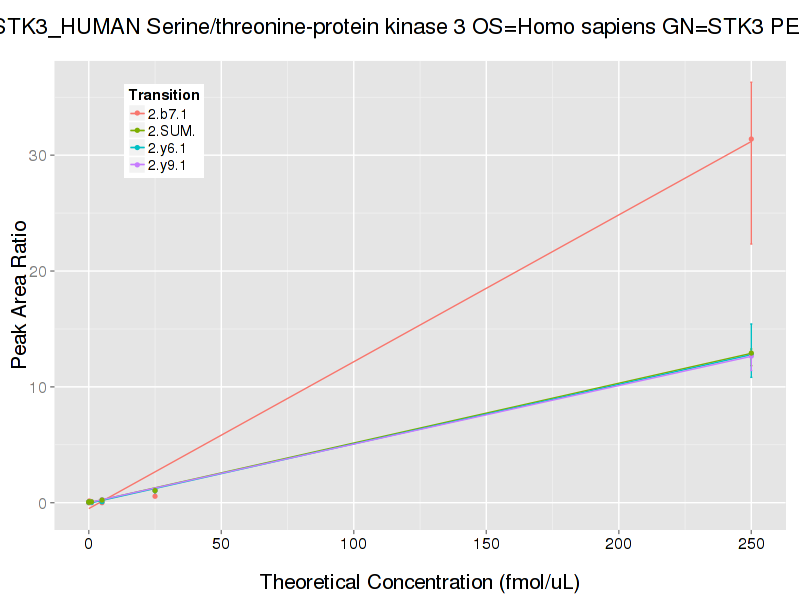 STK3_HUMAN Serine/threonine-protein kinase 3 OS=Homo sapiens GN=STK3 PE
Transition
2.b7.1
2.SUM.
2.y6.1
2.y9.1
Peak Area Ratio
30
20
10
0
0 50 100 150 200 250
Theoretical Concentration (fmol/uL)